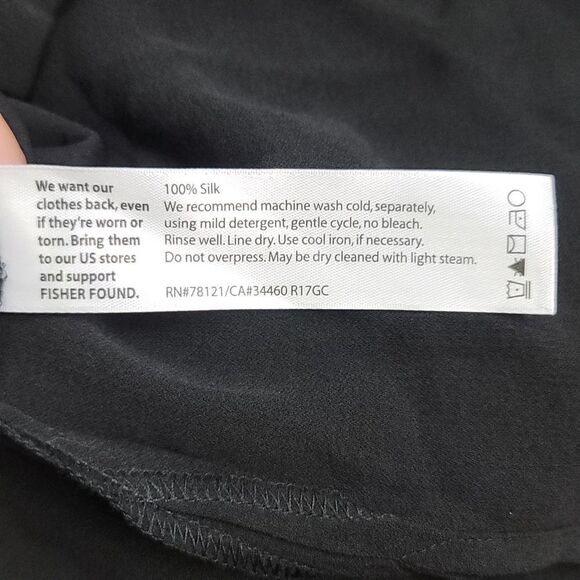 We want our
clothes back, even
if they're worn or
torn. Bring them
to our US stores
and support
FISHER FOUND.
100% Silk
We recommend machine wash cold, separately,
using mild detergent, gentle cycle, no bleach.
Rinse well. Line dry. Use cool iron, if necessary.
Do not overpress. May be dry cleaned with light steam.
RN#78121/CA#34460 R17GC